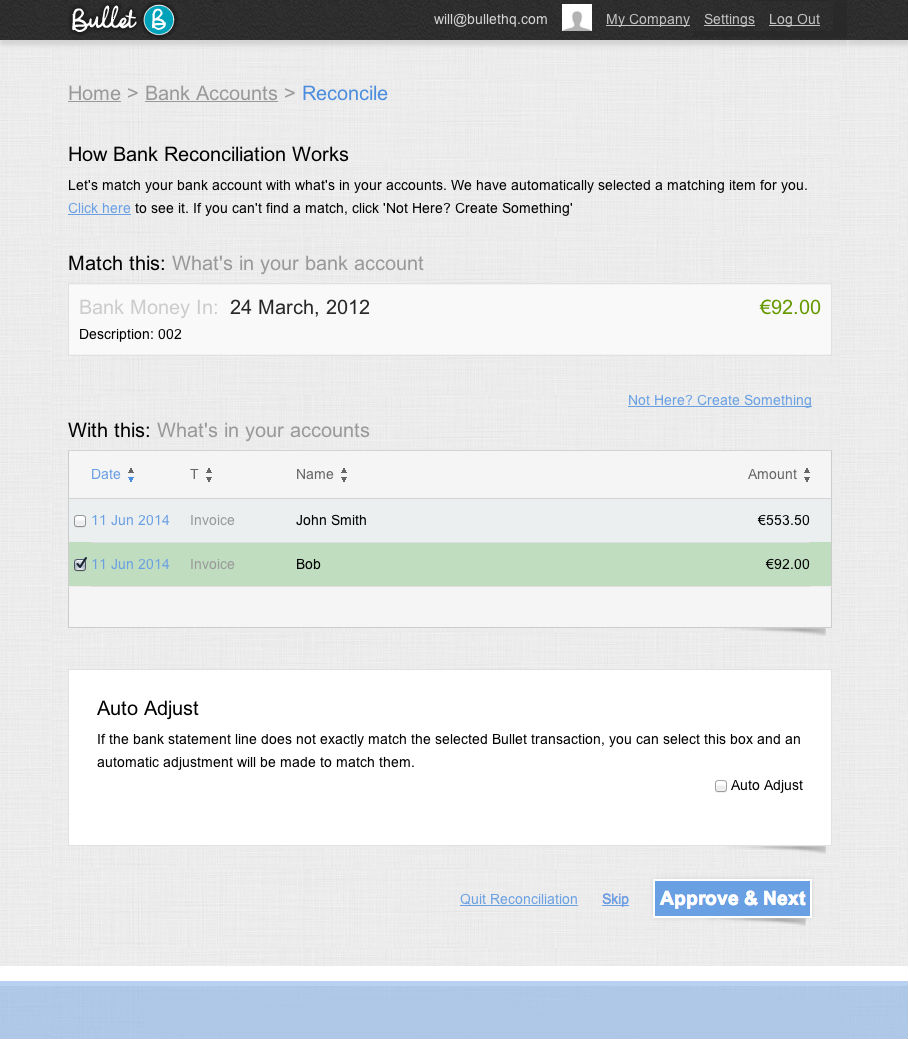 Bullet B
will@bullethq.com My Company Settings Log Out
Home > Bank Accounts > Reconcile
How Bank Reconciliation Works
Let's match your bank account with what's in your accounts. We have automatically selected a matching item for you.
Click here to see it. If you can't find a match, click 'Not Here? Create Something'
Match this: What's in your bank account
Bank Money In: 24 March, 2012 €92.00
Description: 002
Not Here? Create Something
With this: What's in your accounts
Date T Name Amount
11 Jun 2014 Invoice John Smith €553.50
11 Jun 2014 Invoice Bob €92.00
Auto Adjust
If the bank statement line does not exactly match the selected Bullet transaction, you can select this box and an
automatic adjustment will be made to match them.
Auto Adjust
Quit Reconciliation Skip Approve & Next